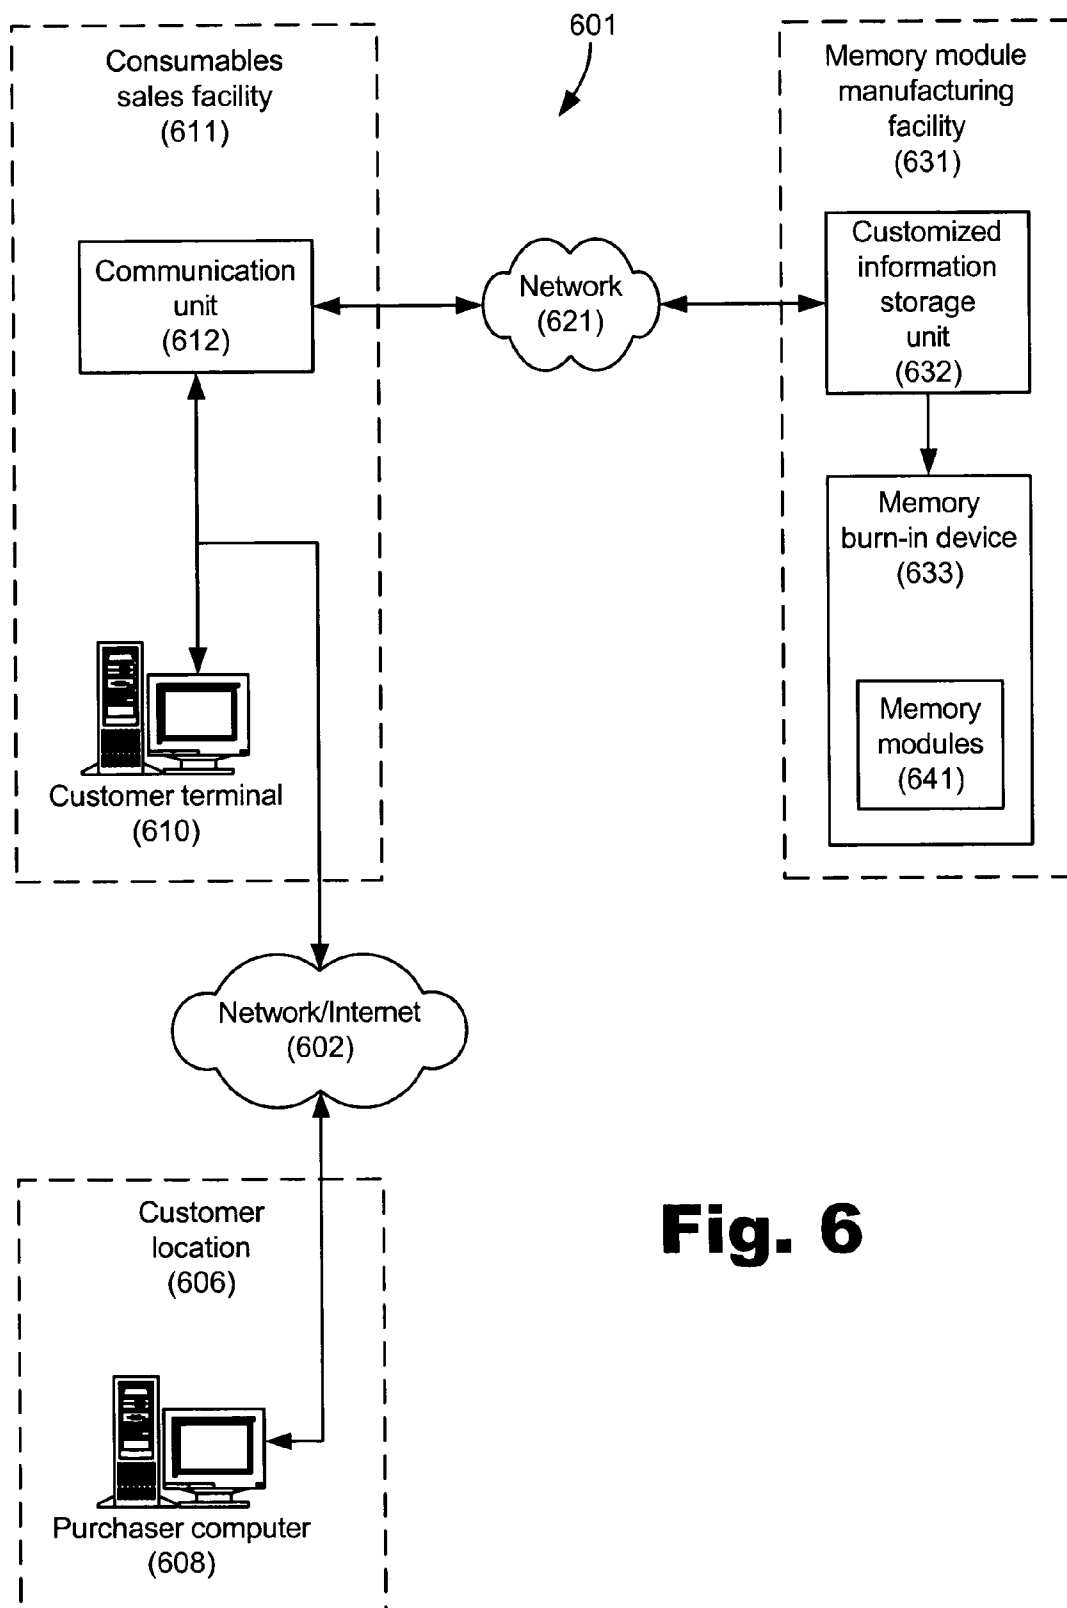 601
Consumables
sales facility
(611)
Memory module
manufacturing
facility
(631)
Communication
unit
(612)
Network
(621)
Customized
information
storage
unit
(632)
Memory
burn-in device
(633)
Memory
modules
(641)
Customer terminal
(610)
Network/Internet
(602)
Customer
location
(606)
Fig. 6
Purchaser computer
(608)